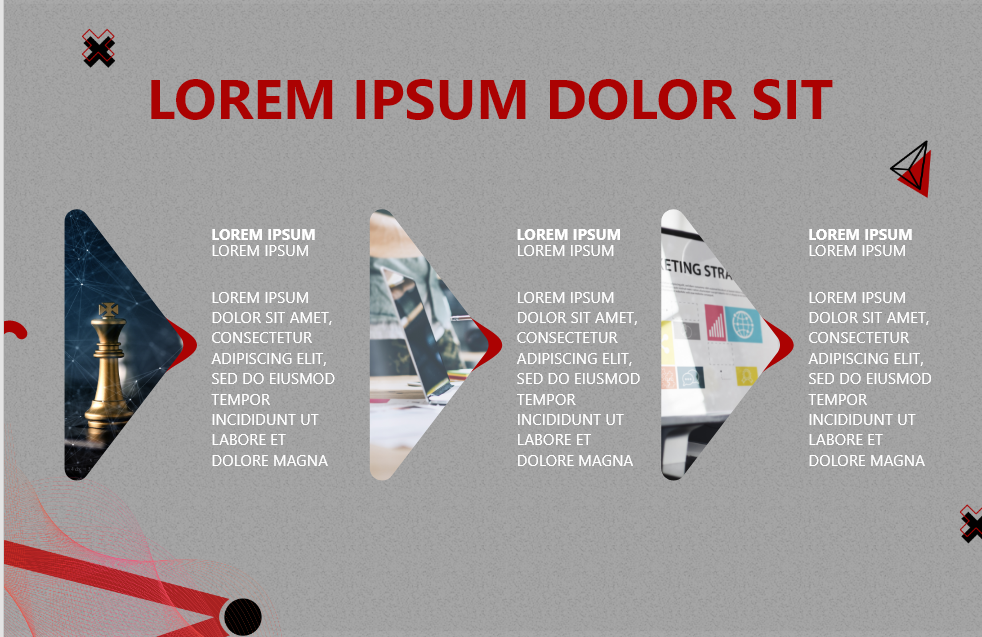 LOREM IPSUM DOLOR SIT
LOREM IPSUM
LOREM IPSUM
LOREM IPSUM
DOLOR SIT AMET,
CONSECTETUR
ADIPISCING ELIT,
SED DO EIUSMOD
TEMPOR
INCIDIDUNT UT
LABORE ET
DOLORE MAGNA
LOREM IPSUM
LOREM IPSUM
LOREM IPSUM
DOLOR SIT AMET,
CONSECTETUR
ADIPISCING ELIT,
SED DO EIUSMOD
TEMPOR
INCIDIDUNT UT
LABORE ET
DOLORE MAGNA
ETING STRA
LOREM IPSUM
LOREM IPSUM
LOREM IPSUM
DOLOR SIT AMET,
CONSECTETUR
ADIPISCING ELIT,
SED DO EIUSMOD
TEMPOR
INCIDIDUNT UT
LABORE ET
DOLORE MAGNA